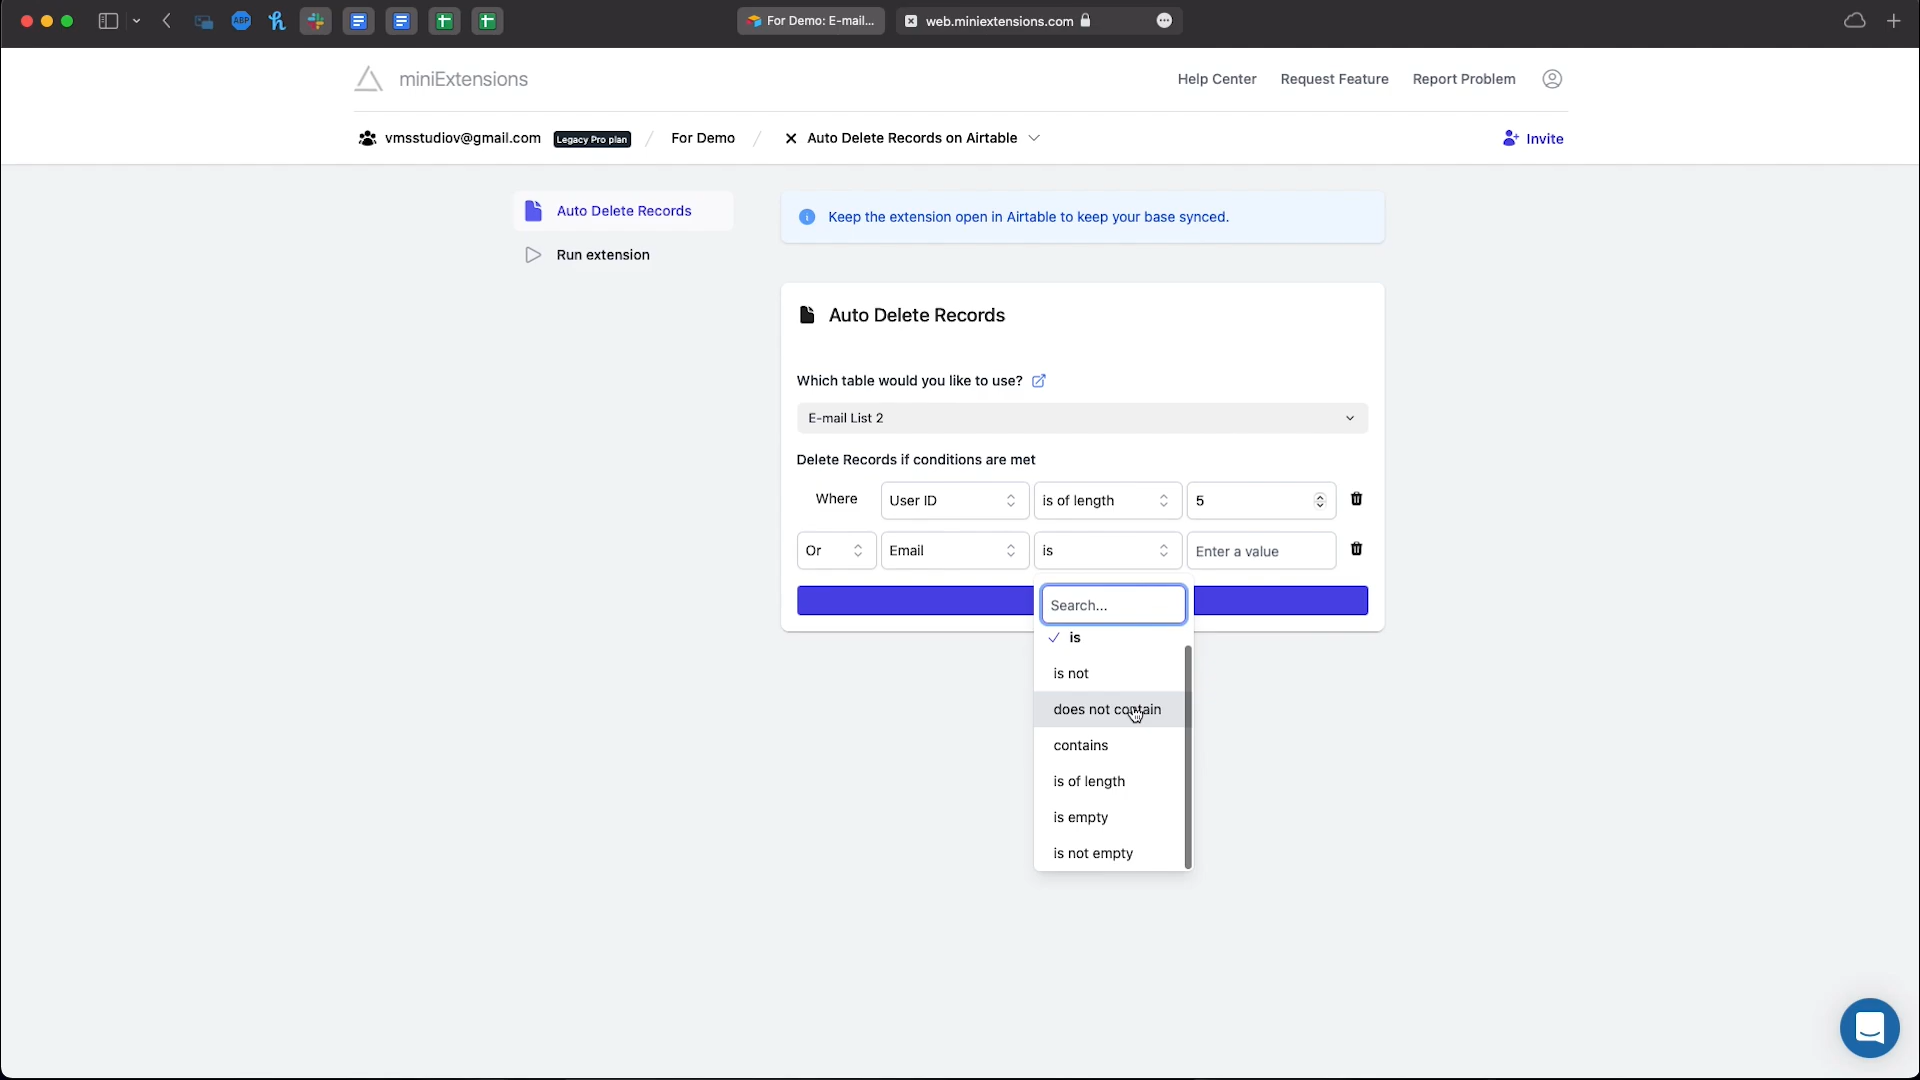 ABP
For Demo: E-mail...
web.miniextensions.com
miniExtensions
Help Center
Request Feature
Report Problem
vmsstudiov@gmail.com
Legacy Pro plan
/
For Demo
/
Auto Delete Records on Airtable
Invite
Auto Delete Records
Run extension
Keep the extension open in Airtable to keep your base synced.
Auto Delete Records
Which table would you like to use?
E-mail List 2
Delete Records if conditions are met
Where
User ID
is of length
5
Or
Email
is
Enter a value
Search...
is
is not
does not contain
contains
is of length
is empty
is not empty